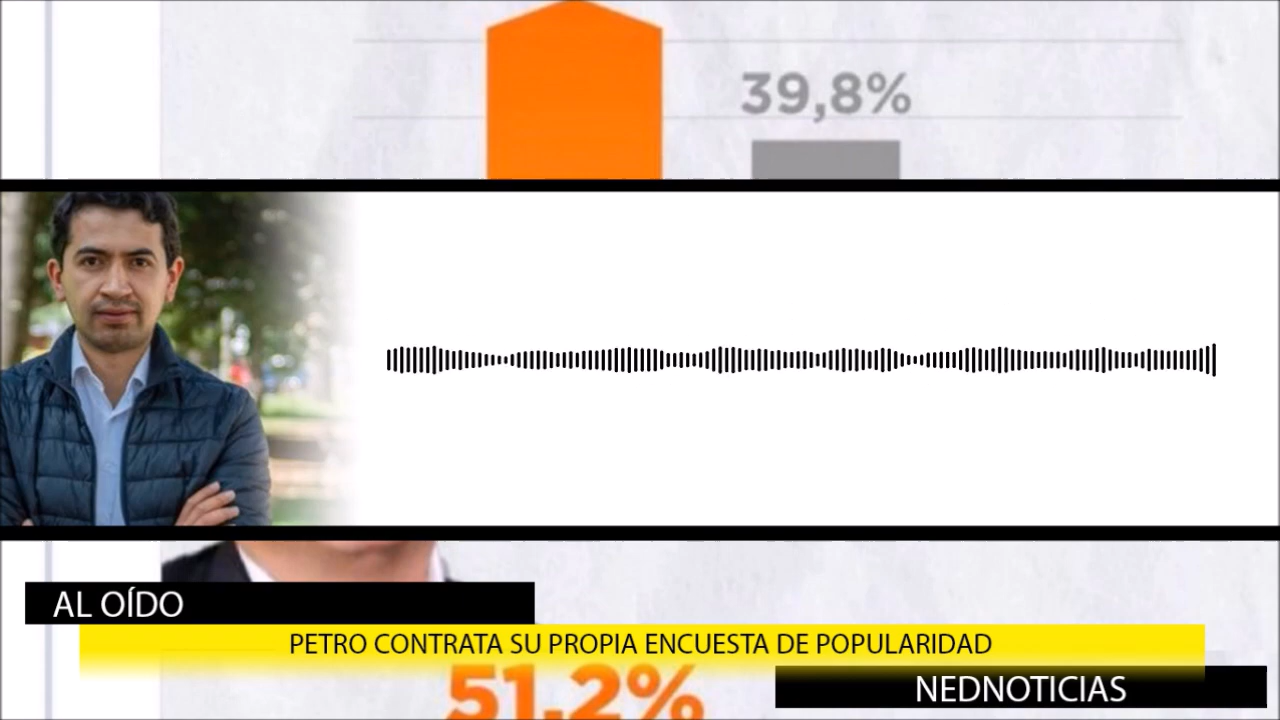 39,8%
AL OÍDO
PETRO CONTRATA SU PROPIA ENCUESTA DE POPULARIDAD
51,2%
NEDNOTICIAS